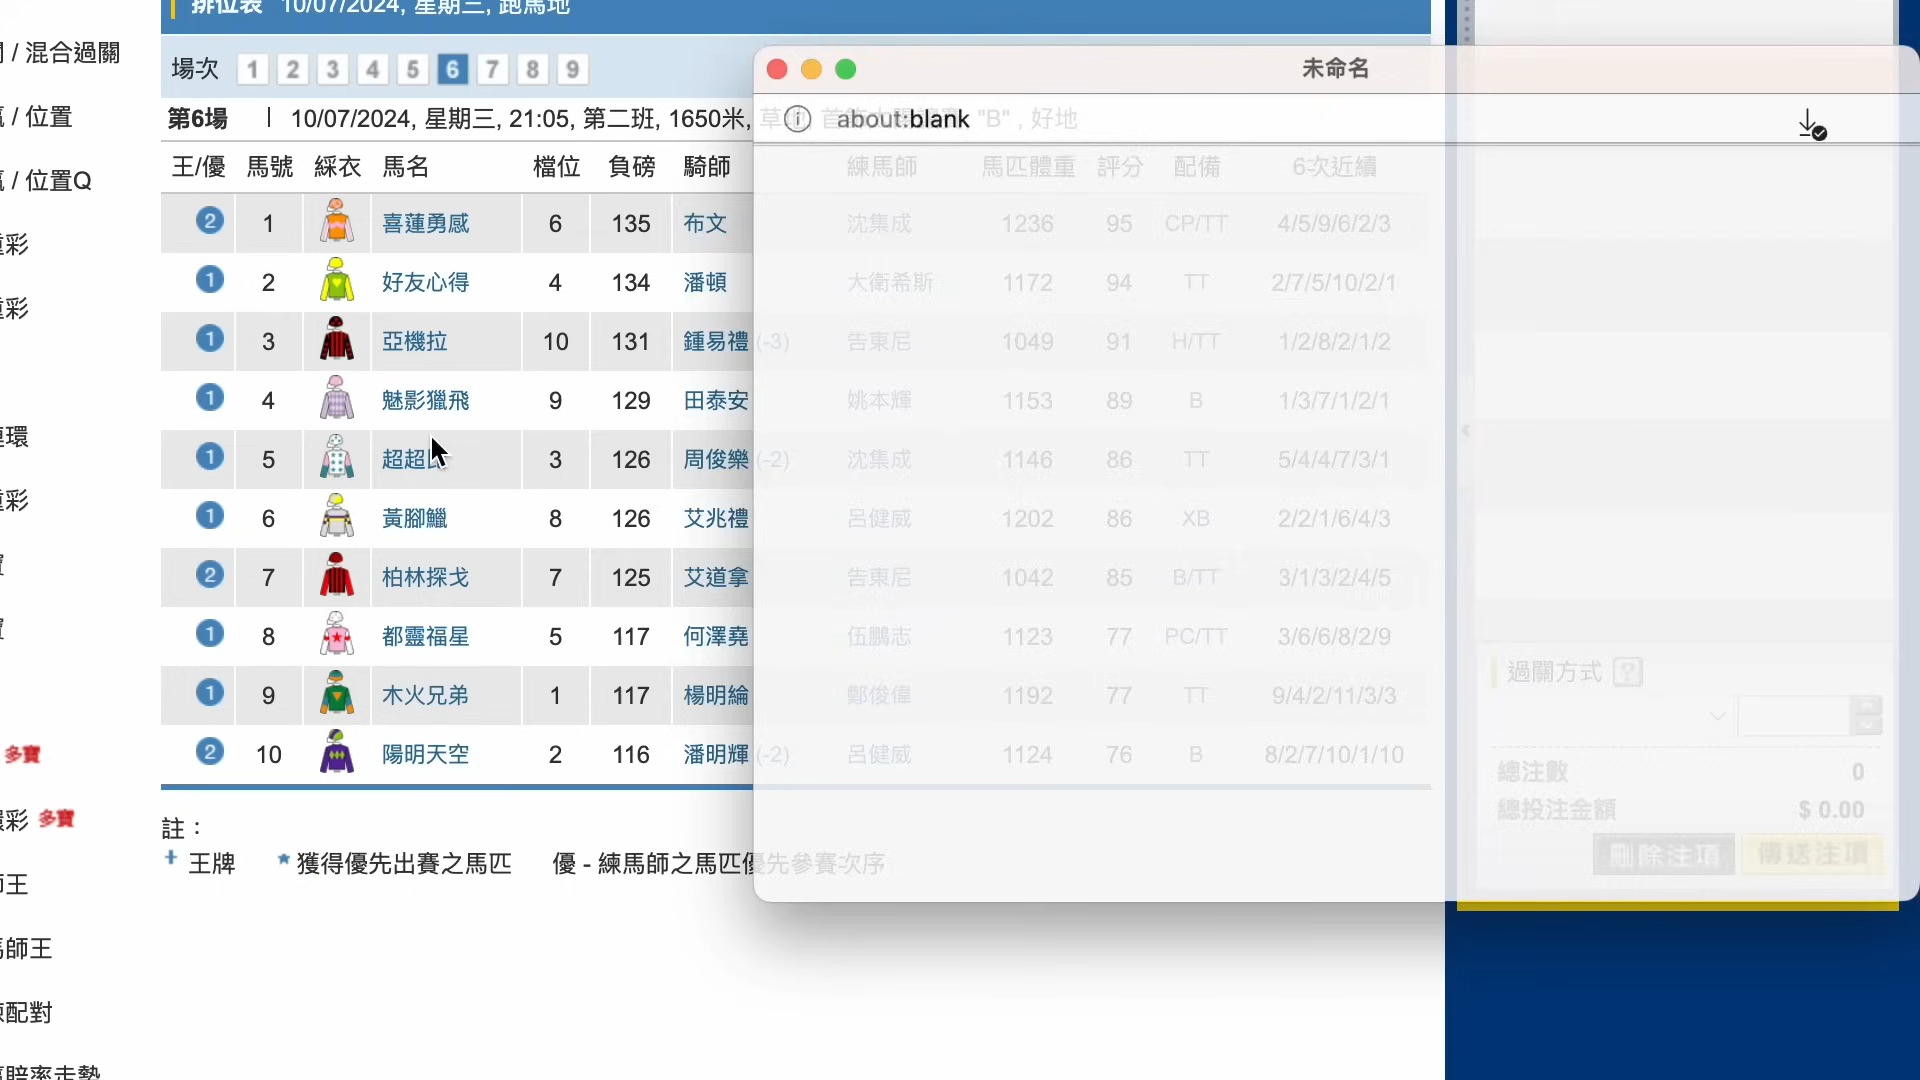 排位表 10/07/2024, 星期三, 跑馬地
/ 混合過關
/ 位置
/ 位置Q
彩
彩
環
彩
多寶
彩 多寶
王
師王
配對
賠率走勢
場次 1 2 3 4 5 6 7 8 9
未命名
第6場 | 10/07/2024, 星期三, 21:05, 第二班, 1650米, 草 "B" , 好地
about:blank
王/優 馬號 綵衣 馬名 檔位 負磅 騎師 練馬師 馬匹體重 評分 配備 6次近績
2 1 喜蓮勇感 6 135 布文 沈集成 1236 95 CP/TT 4/5/9/6/2/3
1 2 好友心得 4 134 潘頓 大衛希斯 1172 94 TT 2/7/5/10/2/1
1 3 亞機拉 10 131 鍾易禮 (-3) 告東尼 1049 91 H/TT 1/2/8/2/1/2
1 4 魅影獵飛 9 129 田泰安 姚本輝 1153 89 B 1/3/7/1/2/1
1 5 超超 3 126 周俊樂 (-2) 沈集成 1146 86 TT 5/4/4/7/3/1
1 6 黃腳鱲 8 126 艾兆禮 呂健威 1202 86 XB 2/2/1/6/4/3
2 7 柏林探戈 7 125 艾道拿 告東尼 1042 85 B/TT 3/1/3/2/4/5
1 8 都靈福星 5 117 何澤堯 伍鵬志 1123 77 PC/TT 3/6/6/8/2/9
1 9 木火兄弟 1 117 楊明綸 鄭俊偉 1192 77 TT 9/4/2/11/3/3
2 10 陽明天空 2 116 潘明輝 (-2) 呂健威 1124 76 B 8/2/7/10/1/10
註：
+ 王牌 * 獲得優先出賽之馬匹 優 - 練馬師之馬匹優先參賽次序
過關方式 ?
總注數 0
總投注金額 $ 0.00
刪除注項 傳送注項